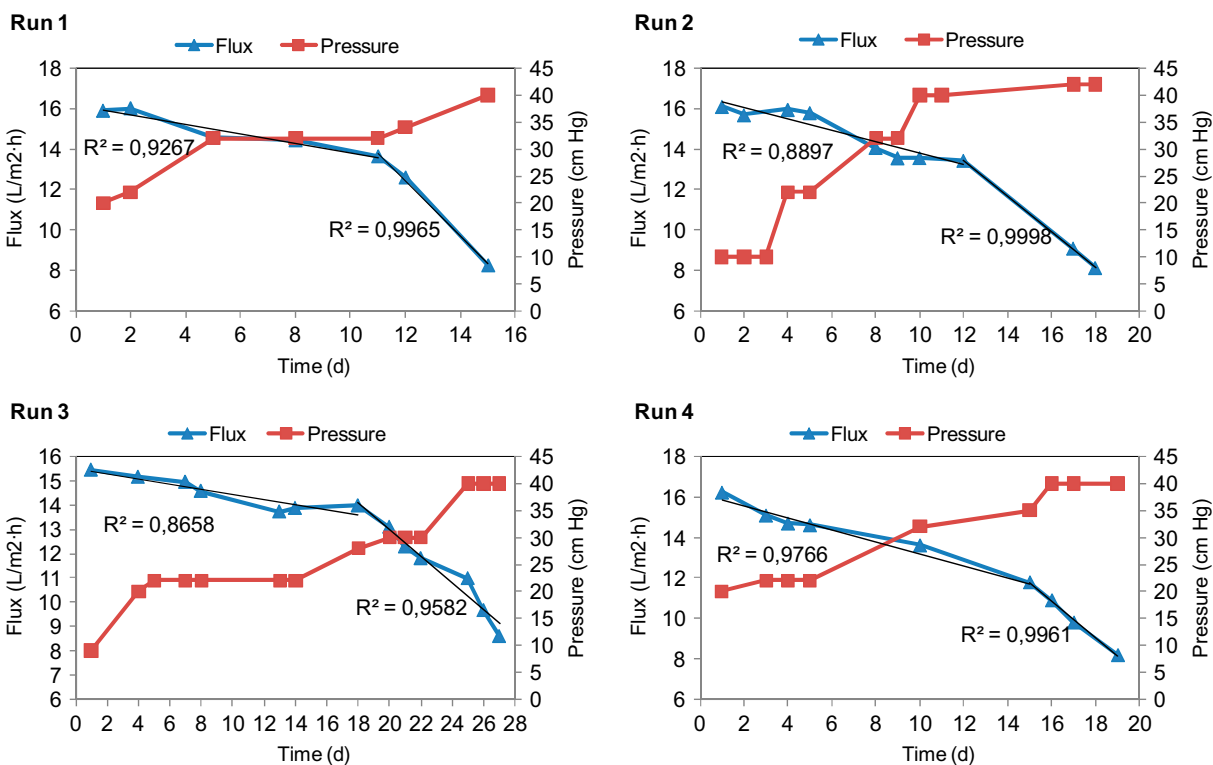 Run 1
Flux Pressure
18
16
14
12
10
8
6
45
40
35
30
25
20
15
10
5
0
0 2 4 6 8 10 12 14 16
Flux (L/m2·h)
Pressure (cm Hg)
Time (d)
R² = 0,9267
R² = 0,9965
Run 2
Flux Pressure
18
16
14
12
10
8
6
45
40
35
30
25
20
15
10
5
0
0 2 4 6 8 10 12 14 16 18 20
Flux (L/m2·h)
Pressure (cm Hg)
Time (d)
R² = 0,8897
R² = 0,9998
Run 3
Flux Pressure
16
15
14
13
12
11
10
9
8
7
6
45
40
35
30
25
20
15
10
5
0
0 2 4 6 8 10 12 14 16 18 20 22 24 26 28
Flux (L/m2·h)
Pressure (cm Hg)
Time (d)
R² = 0,8658
R² = 0,9582
Run 4
Flux Pressure
18
16
14
12
10
8
6
45
40
35
30
25
20
15
10
5
0
0 2 4 6 8 10 12 14 16 18 20
Flux (L/m2·h)
Pressure (cm Hg)
Time (d)
R² = 0,9766
R² = 0,9961